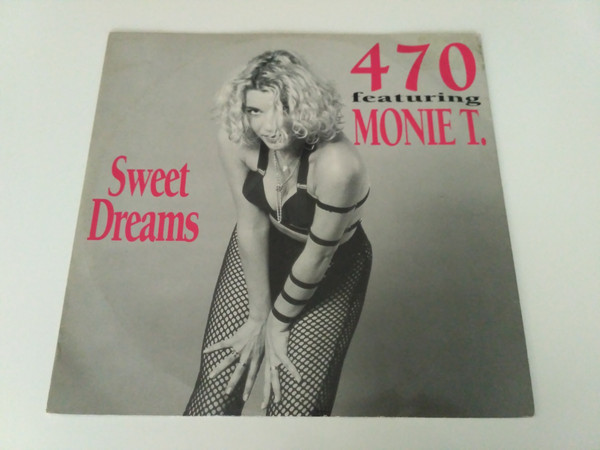 470
featuring
MONIE T.
Sweet
Dreams